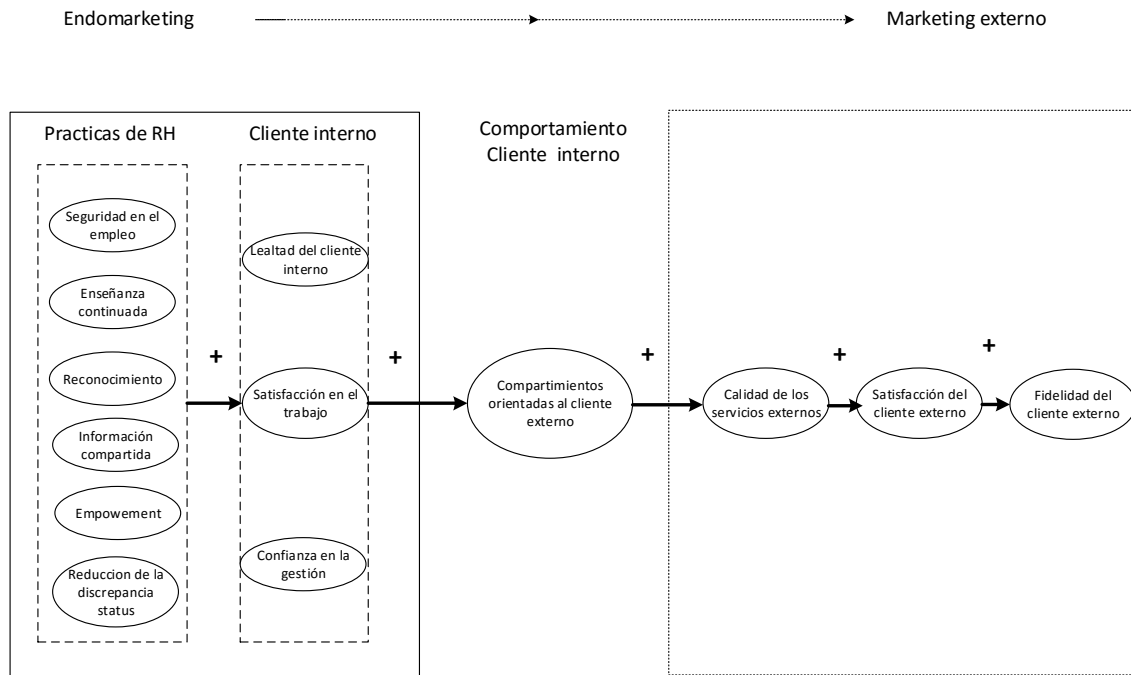 Endomarketing
Marketing externo
Practicas de RH
Cliente interno
Comportamiento
Cliente interno
Seguridad en el
empleo
Enseñanza
continuada
Reconocimiento
Información
compartida
Empowement
Reduccion de la
discrepancia
status
+
Lealtad del cliente
interno
Satisfacción en el
trabajo
Confianza en la
gestión
+
Compartimientos
orientadas al cliente
externo
+
Calidad de los
servicios externos
+
Satisfacción del
cliente externo
+
Fidelidad del
cliente externo